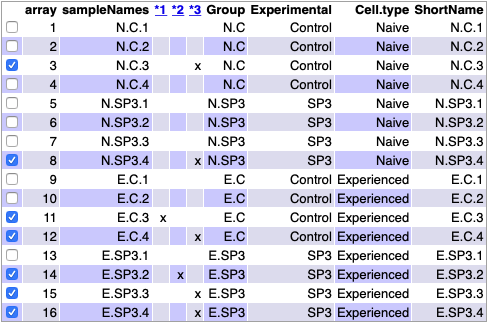 array sampleNames *1 *2 *3 Group Experimental Cell.type ShortName
1 N.C.1 N.C Control Naive N.C.1
2 N.C.2 N.C Control Naive N.C.2
3 N.C.3 x N.C Control Naive N.C.3
4 N.C.4 N.C Control Naive N.C.4
5 N.SP3.1 N.SP3 SP3 Naive N.SP3.1
6 N.SP3.2 N.SP3 SP3 Naive N.SP3.2
7 N.SP3.3 N.SP3 SP3 Naive N.SP3.3
8 N.SP3.4 x N.SP3 SP3 Naive N.SP3.4
9 E.C.1 E.C Control Experienced E.C.1
10 E.C.2 E.C Control Experienced E.C.2
11 E.C.3 x E.C Control Experienced E.C.3
12 E.C.4 x E.C Control Experienced E.C.4
13 E.SP3.1 E.SP3 SP3 Experienced E.SP3.1
14 E.SP3.2 x E.SP3 SP3 Experienced E.SP3.2
15 E.SP3.3 x E.SP3 SP3 Experienced E.SP3.3
16 E.SP3.4 x E.SP3 SP3 Experienced E.SP3.4